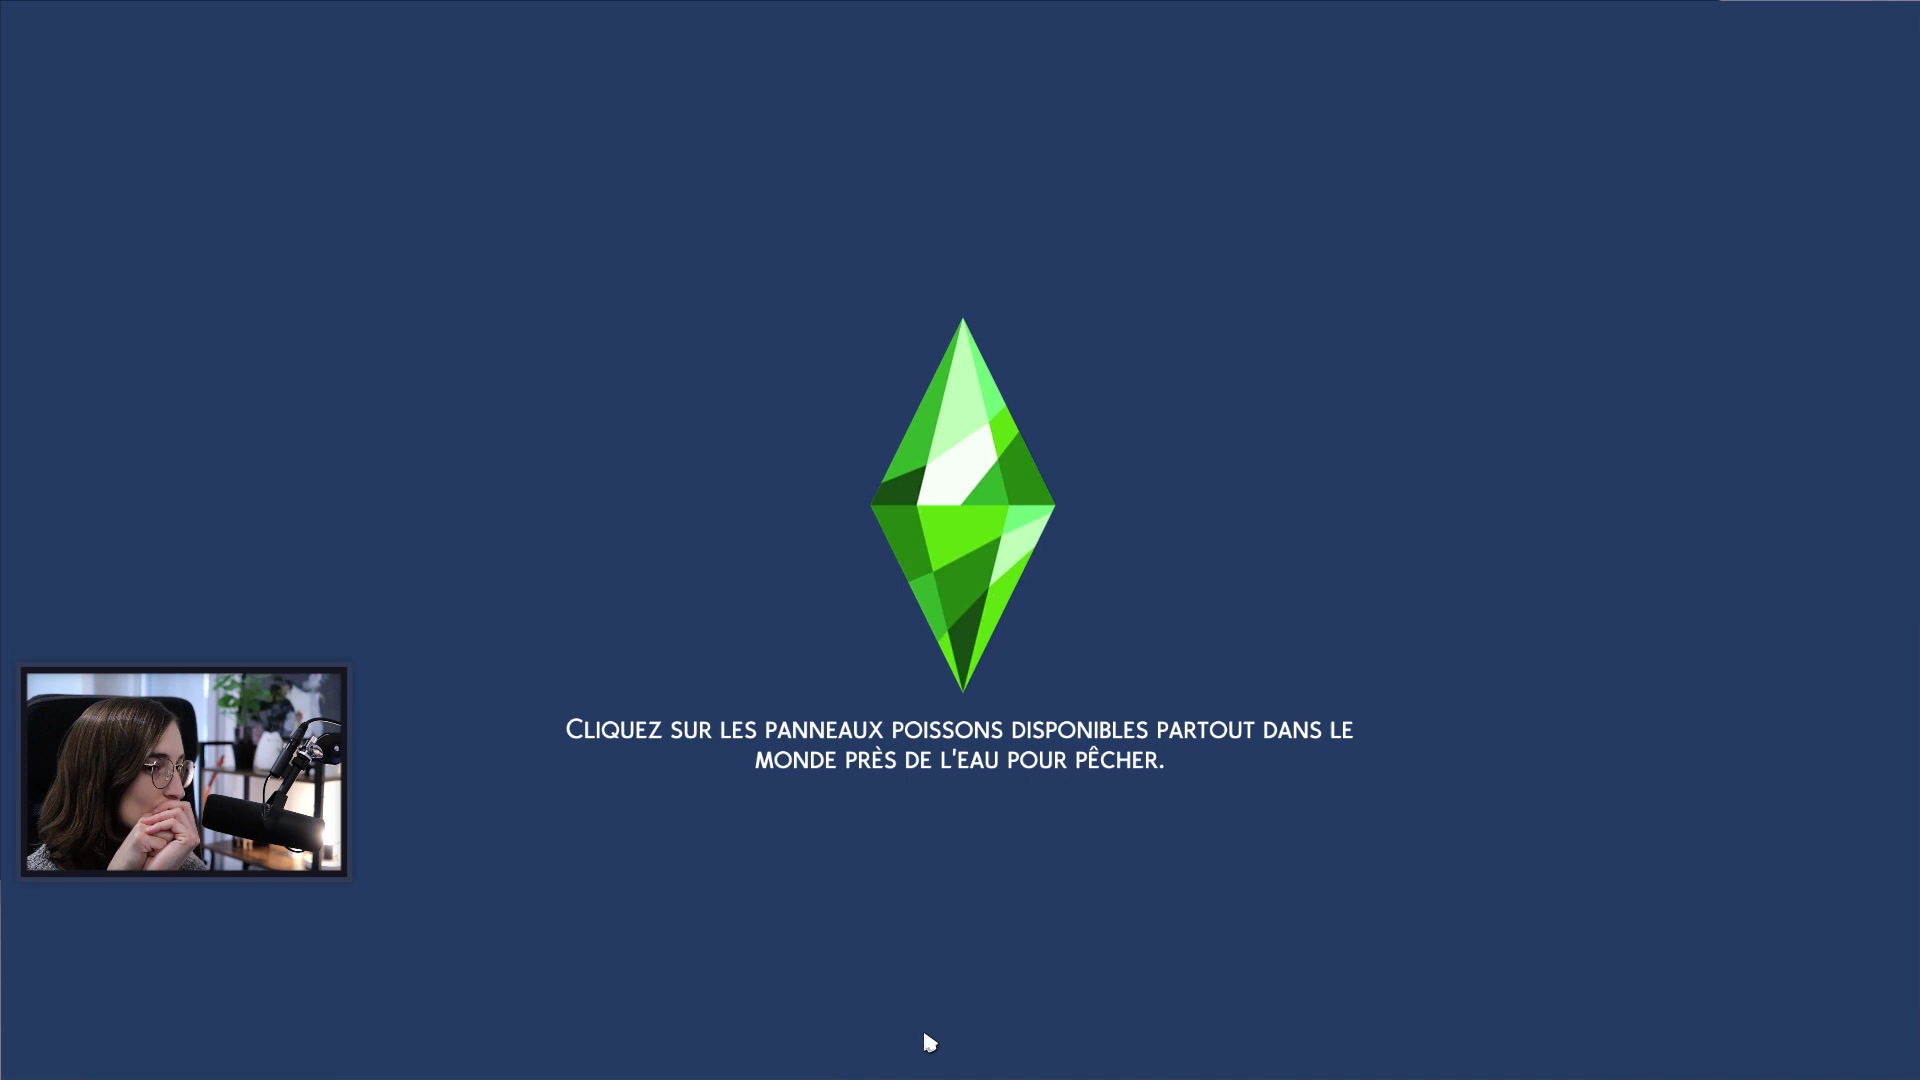 Cliquez sur les panneaux poissons disponibles partout dans le
monde près de l'eau pour pêcher.